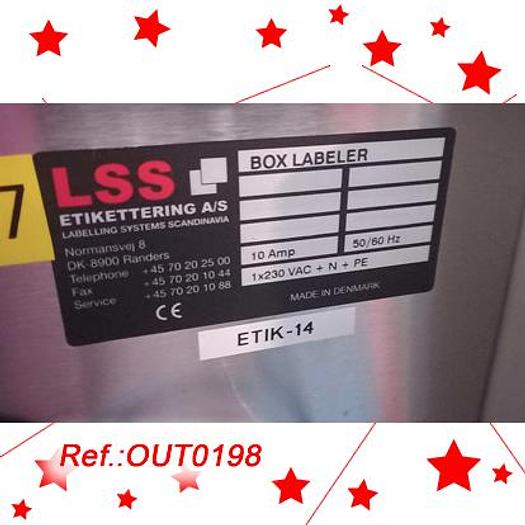 7
LSS
ETIKETTERING A/S
LABELLING SYSTEMS SCANDINAVIA
Normansvej 8
DK-8900 Randers
Telephone +45 70 20 25 00
Fax +45 70 20 10 44
Service +45 70 20 10 88
CE
BOX LABELER
10 Amp 50/60 Hz
1x230 VAC + N + PE
MADE IN DENMARK
ETIK-14
Ref.:OUT0198